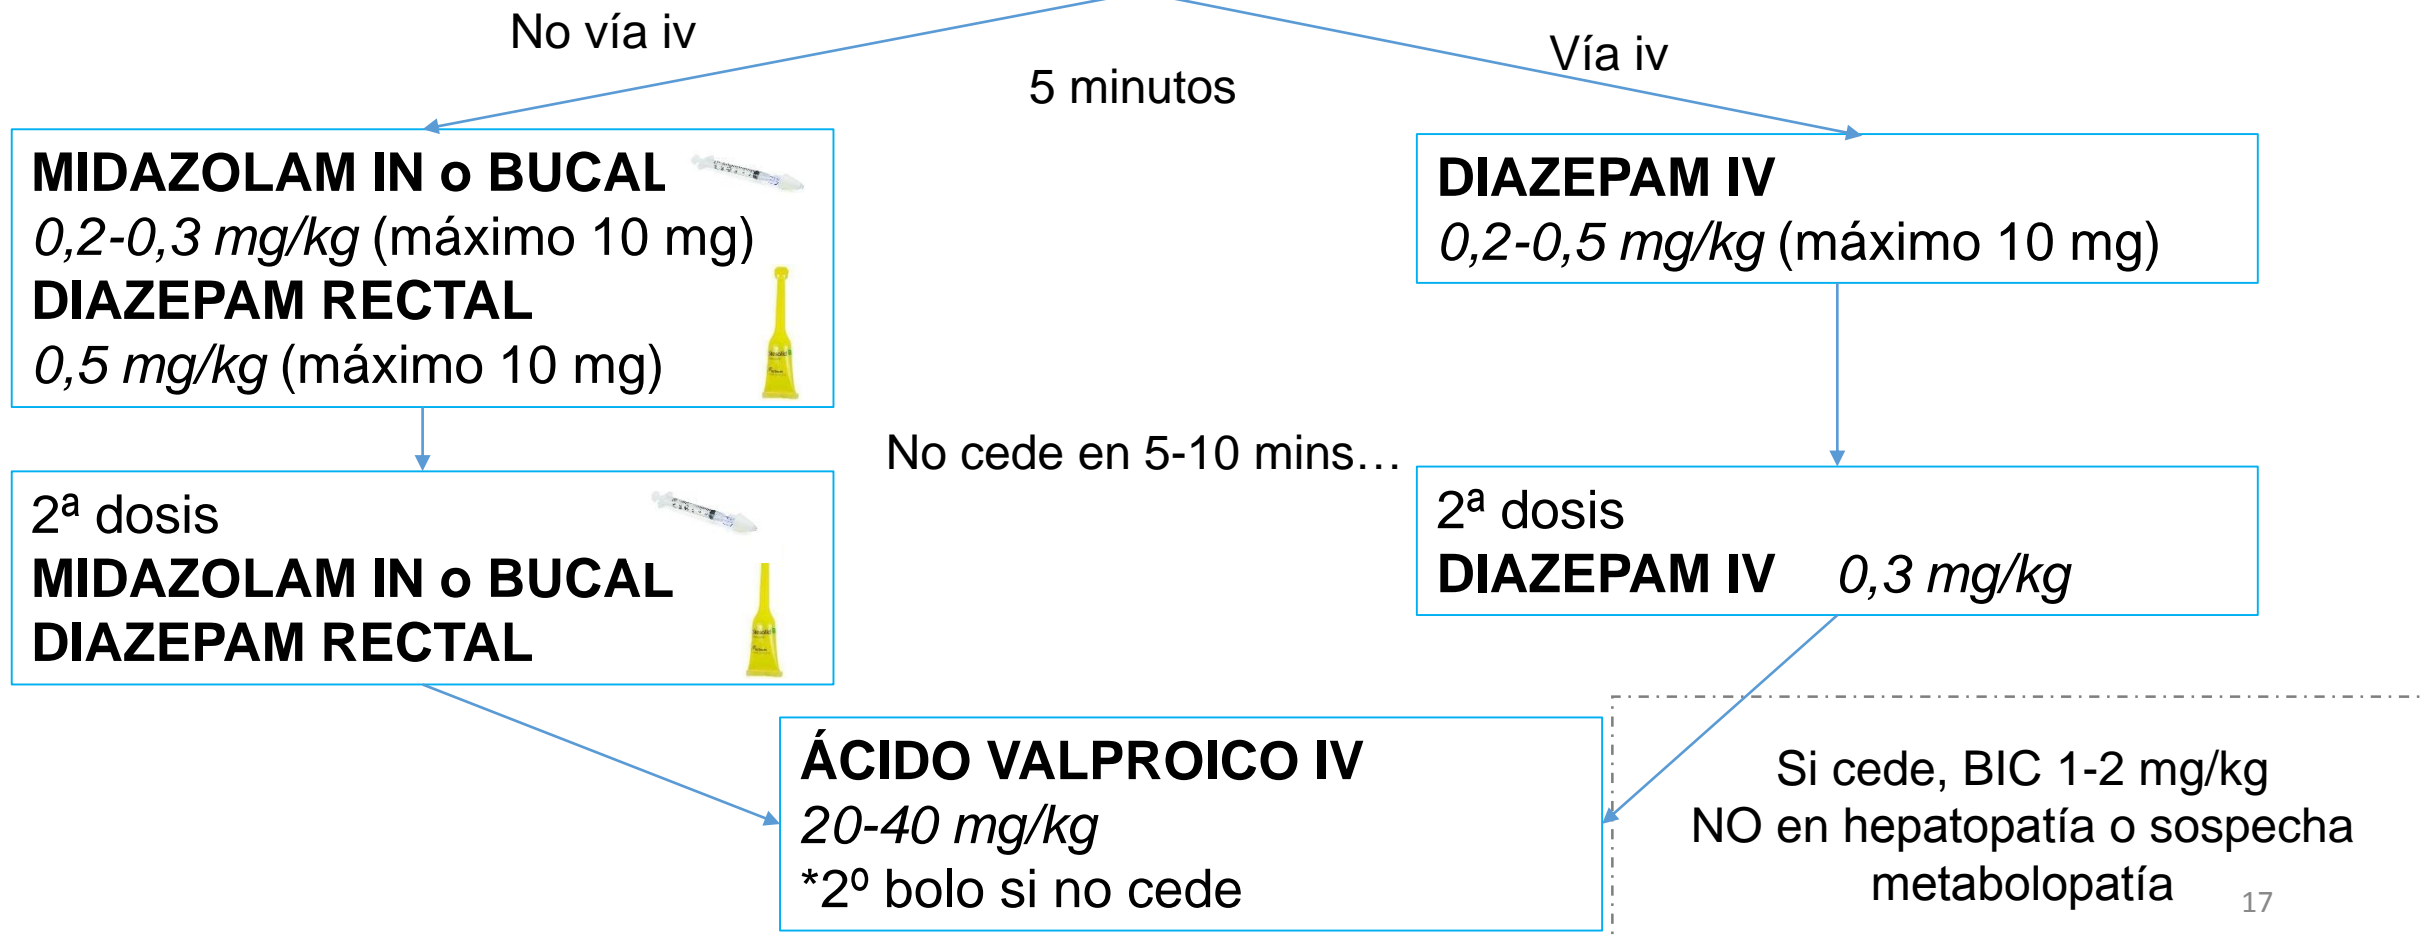 No vía iv
Vía iv
5 minutos
MIDAZOLAM IN o BUCAL
0,2-0,3 mg/kg (máximo 10 mg)
DIAZEPAM RECTAL
0,5 mg/kg (máximo 10 mg)
DIAZEPAM IV
0,2-0,5 mg/kg (máximo 10 mg)
No cede en 5-10 mins…
2ª dosis
MIDAZOLAM IN o BUCAL
DIAZEPAM RECTAL
2ª dosis
DIAZEPAM IV 0,3 mg/kg
ÁCIDO VALPROICO IV
20-40 mg/kg
*2º bolo si no cede
Si cede, BIC 1-2 mg/kg
NO en hepatopatía o sospecha
metabolopatía
17